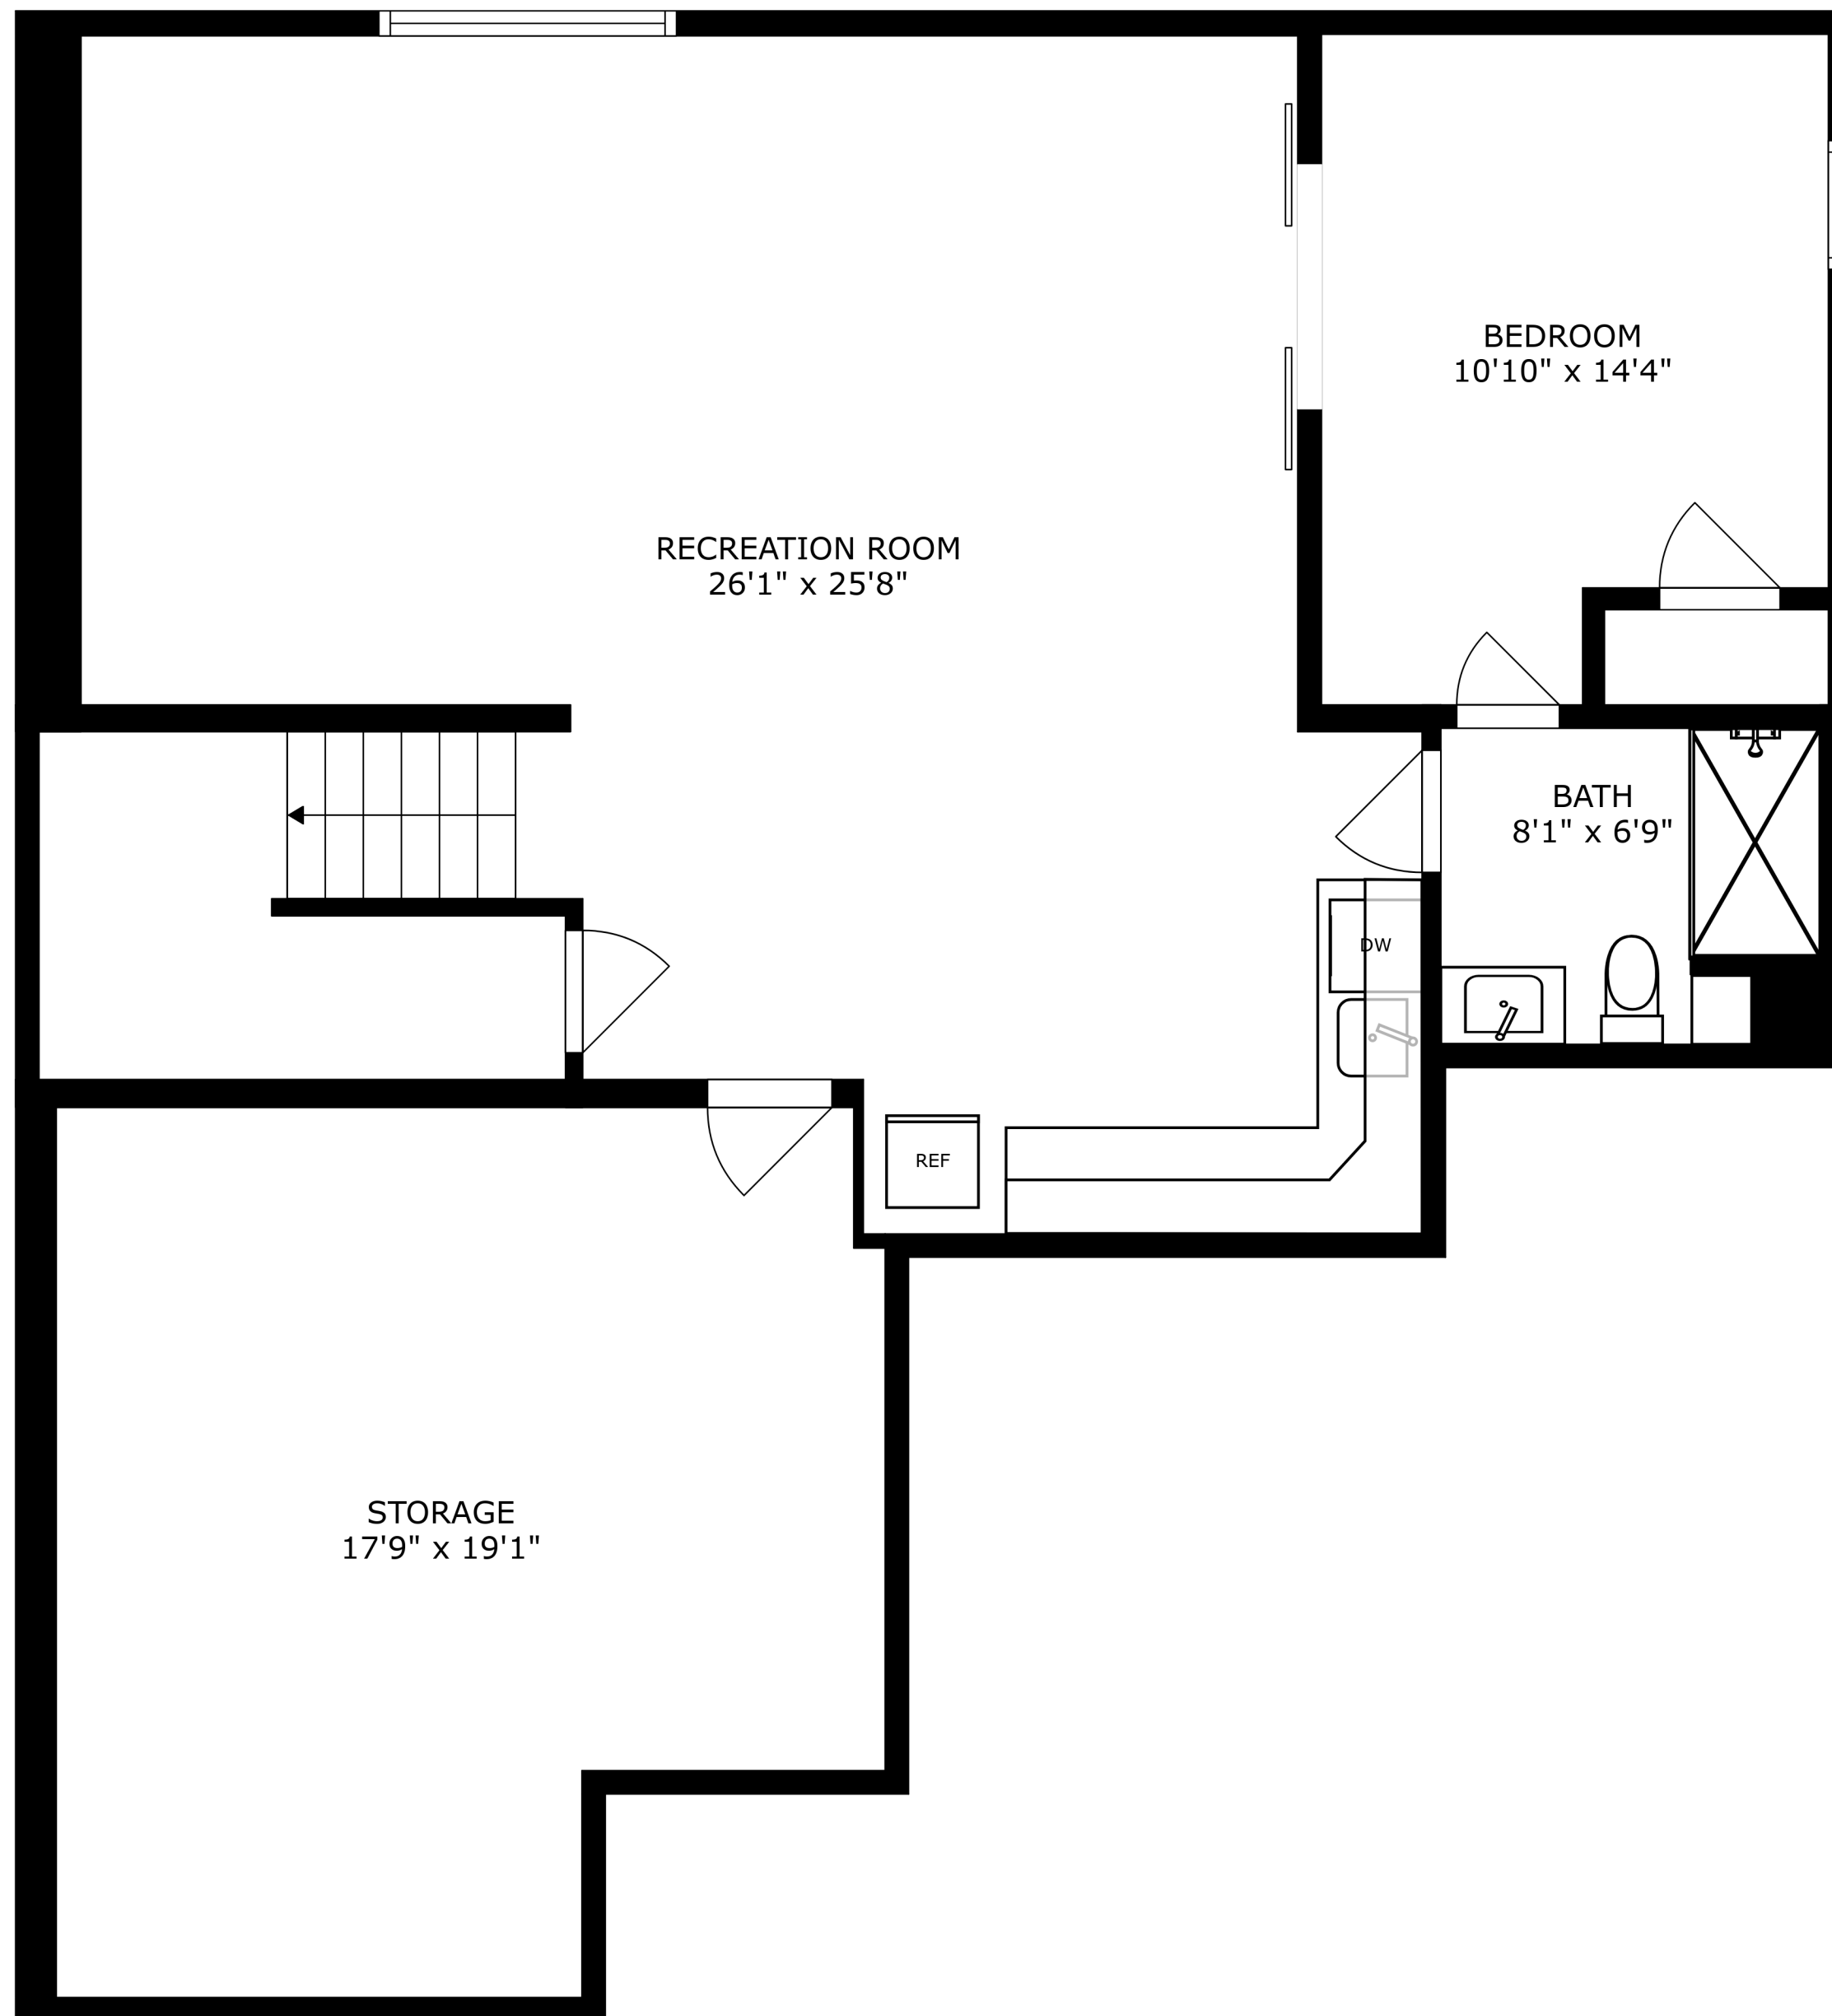 BEDROOM
10'10" x 14'4"
RECREATION ROOM
26'1" x 25'8"
BATH
8'1" x 6'9"
DW
REF
STORAGE
17'9" x 19'1"